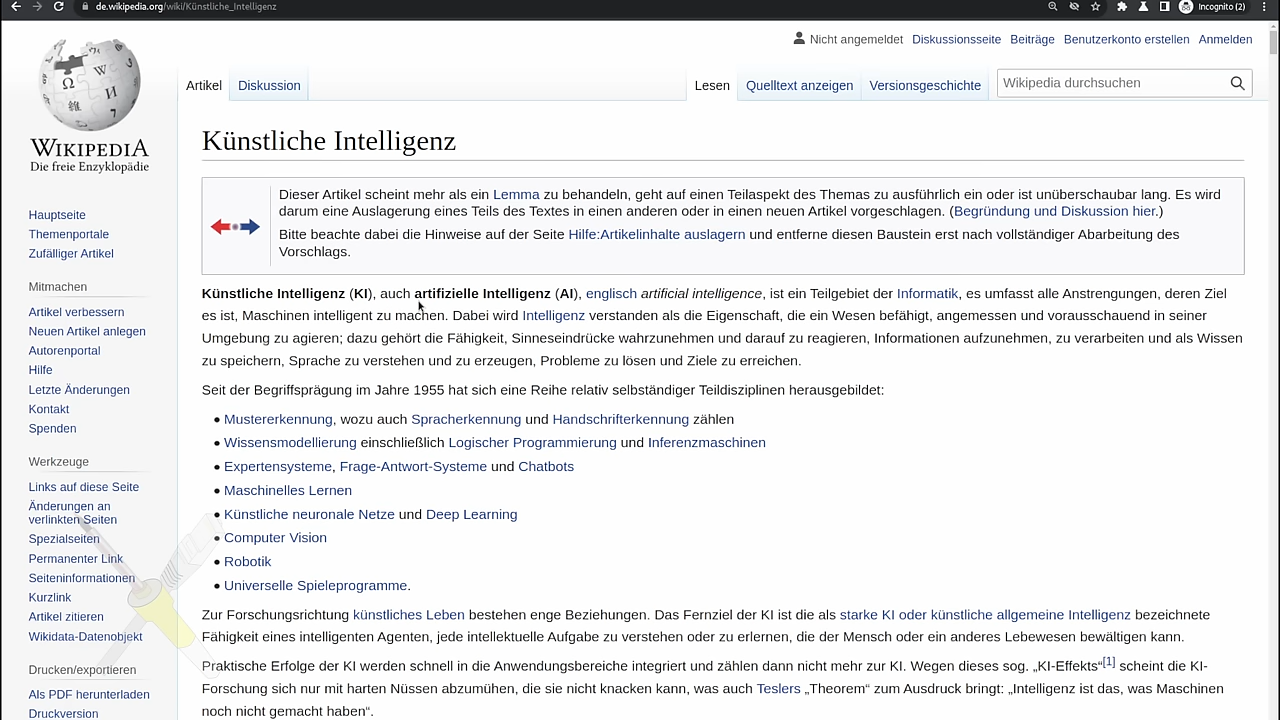 de.wikipedia.org/wiki/Künstliche_Intelligenz
Incognito (2)
Nicht angemeldet Diskussionsseite Beiträge Benutzerkonto erstellen Anmelden
Artikel Diskussion Lesen Quelltext anzeigen Versionsgeschichte Wikipedia durchsuchen
WIKIPEDIA
Die freie Enzyklopädie
Hauptseite
Themenportale
Zufälliger Artikel
Mitmachen
Artikel verbessern
Neuen Artikel anlegen
Autorenportal
Hilfe
Letzte Änderungen
Kontakt
Spenden
Werkzeuge
Links auf diese Seite
Änderungen an
verlinkten Seiten
Spezialseiten
Permanenter Link
Seiteninformationen
Kurzlink
Artikel zitieren
Wikidata-Datenobjekt
Drucken/exportieren
Als PDF herunterladen
Druckversion
Künstliche Intelligenz
Dieser Artikel scheint mehr als ein Lemma zu behandeln, geht auf einen Teilaspekt des Themas zu ausführlich ein oder ist unüberschaubar lang. Es wird
darum eine Auslagerung eines Teils des Textes in einen anderen oder in einen neuen Artikel vorgeschlagen. (Begründung und Diskussion hier.)
Bitte beachte dabei die Hinweise auf der Seite Hilfe:Artikelinhalte auslagern und entferne diesen Baustein erst nach vollständiger Abarbeitung des
Vorschlags.
Künstliche Intelligenz (KI), auch artifizielle Intelligenz (AI), englisch artificial intelligence, ist ein Teilgebiet der Informatik, es umfasst alle Anstrengungen, deren Ziel
es ist, Maschinen intelligent zu machen. Dabei wird Intelligenz verstanden als die Eigenschaft, die ein Wesen befähigt, angemessen und vorausschauend in seiner
Umgebung zu agieren; dazu gehört die Fähigkeit, Sinneseindrücke wahrzunehmen und darauf zu reagieren, Informationen aufzunehmen, zu verarbeiten und als Wissen
zu speichern, Sprache zu verstehen und zu erzeugen, Probleme zu lösen und Ziele zu erreichen.
Seit der Begriffsprägung im Jahre 1955 hat sich eine Reihe relativ selbständiger Teildisziplinen herausgebildet:
• Mustererkennung, wozu auch Spracherkennung und Handschrifterkennung zählen
• Wissensmodellierung einschließlich Logischer Programmierung und Inferenzmaschinen
• Expertensysteme, Frage-Antwort-Systeme und Chatbots
• Maschinelles Lernen
• Künstliche neuronale Netze und Deep Learning
• Computer Vision
• Robotik
• Universelle Spieleprogramme.
Zur Forschungsrichtung künstliches Leben bestehen enge Beziehungen. Das Fernziel der KI ist die als starke KI oder künstliche allgemeine Intelligenz bezeichnete
Fähigkeit eines intelligenten Agenten, jede intellektuelle Aufgabe zu verstehen oder zu erlernen, die der Mensch oder ein anderes Lebewesen bewältigen kann.
Praktische Erfolge der KI werden schnell in die Anwendungsbereiche integriert und zählen dann nicht mehr zur KI. Wegen dieses sog. „KI-Effekts“[1] scheint die KI-
Forschung sich nur mit harten Nüssen abzumühen, die sie nicht knacken kann, was auch Teslers „Theorem“ zum Ausdruck bringt: „Intelligenz ist das, was Maschinen
noch nicht gemacht haben“.